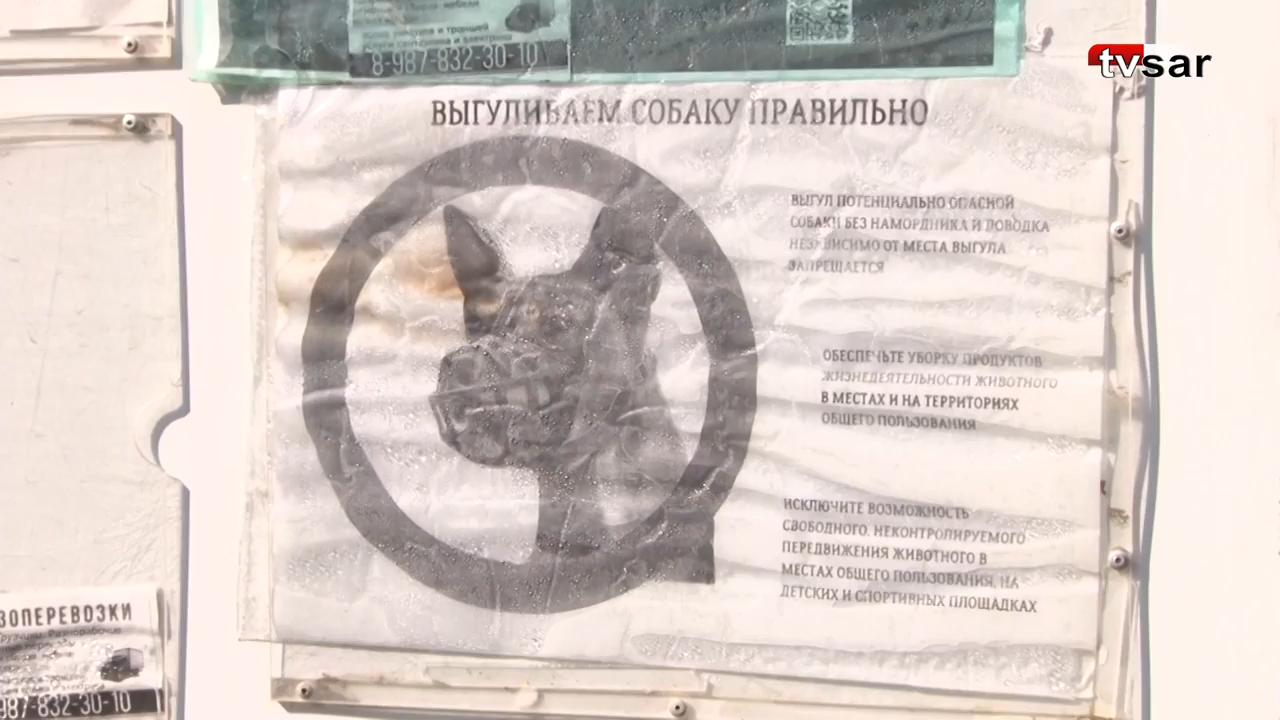 8-987-832-30-10
tvsar
ВЫГУЛИВАЕМ СОБАКУ ПРАВИЛЬНО
ВЫГУЛ ПОТЕНЦИАЛЬНО ОПАСНОЙ
СОБАКИ БЕЗ НАМОРДНИКА И ПОВОДКА
НЕЗАВИСИМО ОТ МЕСТА ВЫГУЛА
ЗАПРЕЩАЕТСЯ
ОБЕСПЕЧЬТЕ УБОРКУ ПРОДУКТОВ
ЖИЗНЕДЕЯТЕЛЬНОСТИ ЖИВОТНОГО
В МЕСТАХ И НА ТЕРРИТОРИЯХ
ОБЩЕГО ПОЛЬЗОВАНИЯ
ИСКЛЮЧИТЕ ВОЗМОЖНОСТЬ
СВОБОДНОГО, НЕКОНТРОЛИРУЕМОГО
ПЕРЕДВИЖЕНИЯ ЖИВОТНОГО В
МЕСТАХ ОБЩЕГО ПОЛЬЗОВАНИЯ, НА
ДЕТСКИХ И СПОРТИВНЫХ ПЛОЩАДКАХ
ЗОПЕРЕВОЗКИ
987-832-30-10